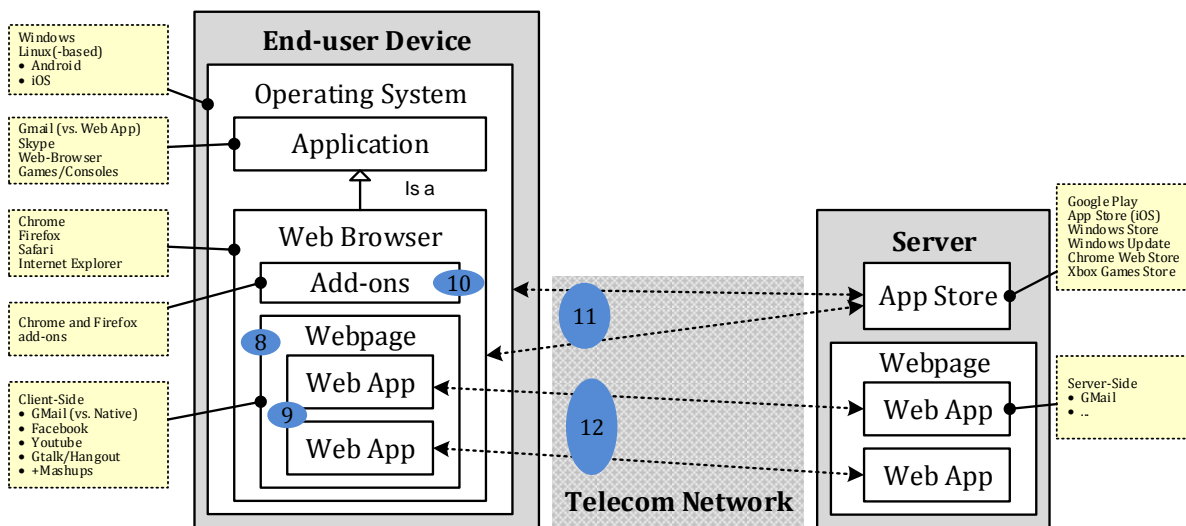 Windows
Linux(-based)
• Android
• iOS
Gmail (vs. Web App)
Skype
Web-Browser
Games/Consoles
Chrome
Firefox
Safari
Internet Explorer
Chrome and Firefox
add-ons
Client-Side
• GMail (vs. Native)
• Facebook
• Youtube
• Gtalk/Hangout
• +Mashups
End-user Device
Operating System
Application
Is a
Web Browser
Add-ons
10
Webpage
8
Web App
9
Web App
11
12
Telecom Network
Server
App Store
Webpage
Web App
Web App
Google Play
App Store (iOS)
Windows Store
Windows Update
Chrome Web Store
Xbox Games Store
Server-Side
• GMail
• ...